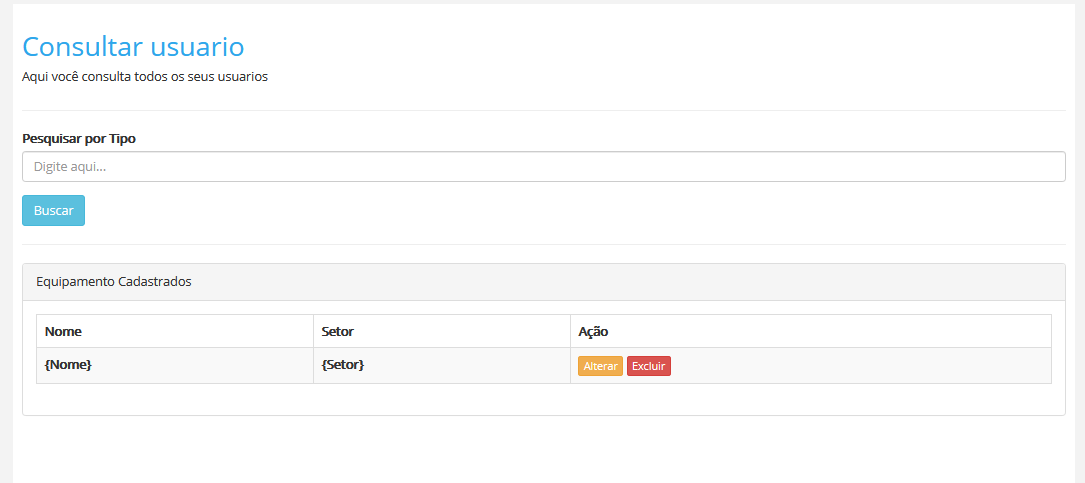 Consultar usuario
Aqui você consulta todos os seus usuarios
Pesquisar por Tipo
Digite aqui...
Buscar
Equipamento Cadastrados
Nome Setor Ação
{Nome} {Setor} Alterar Excluir